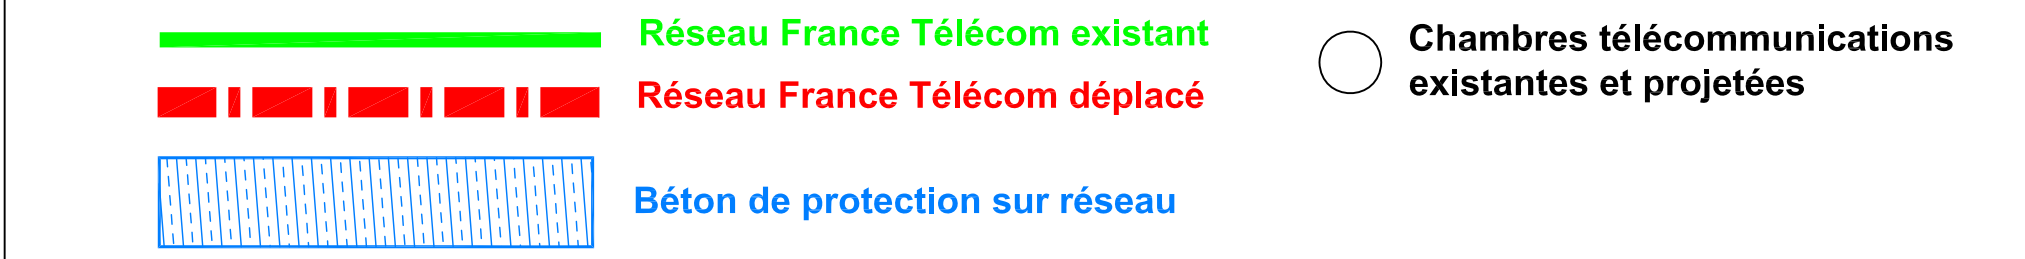 Réseau France Télécom existant
Réseau France Télécom déplacé
Béton de protection sur réseau
Chambres télécommunications
existantes et projetées